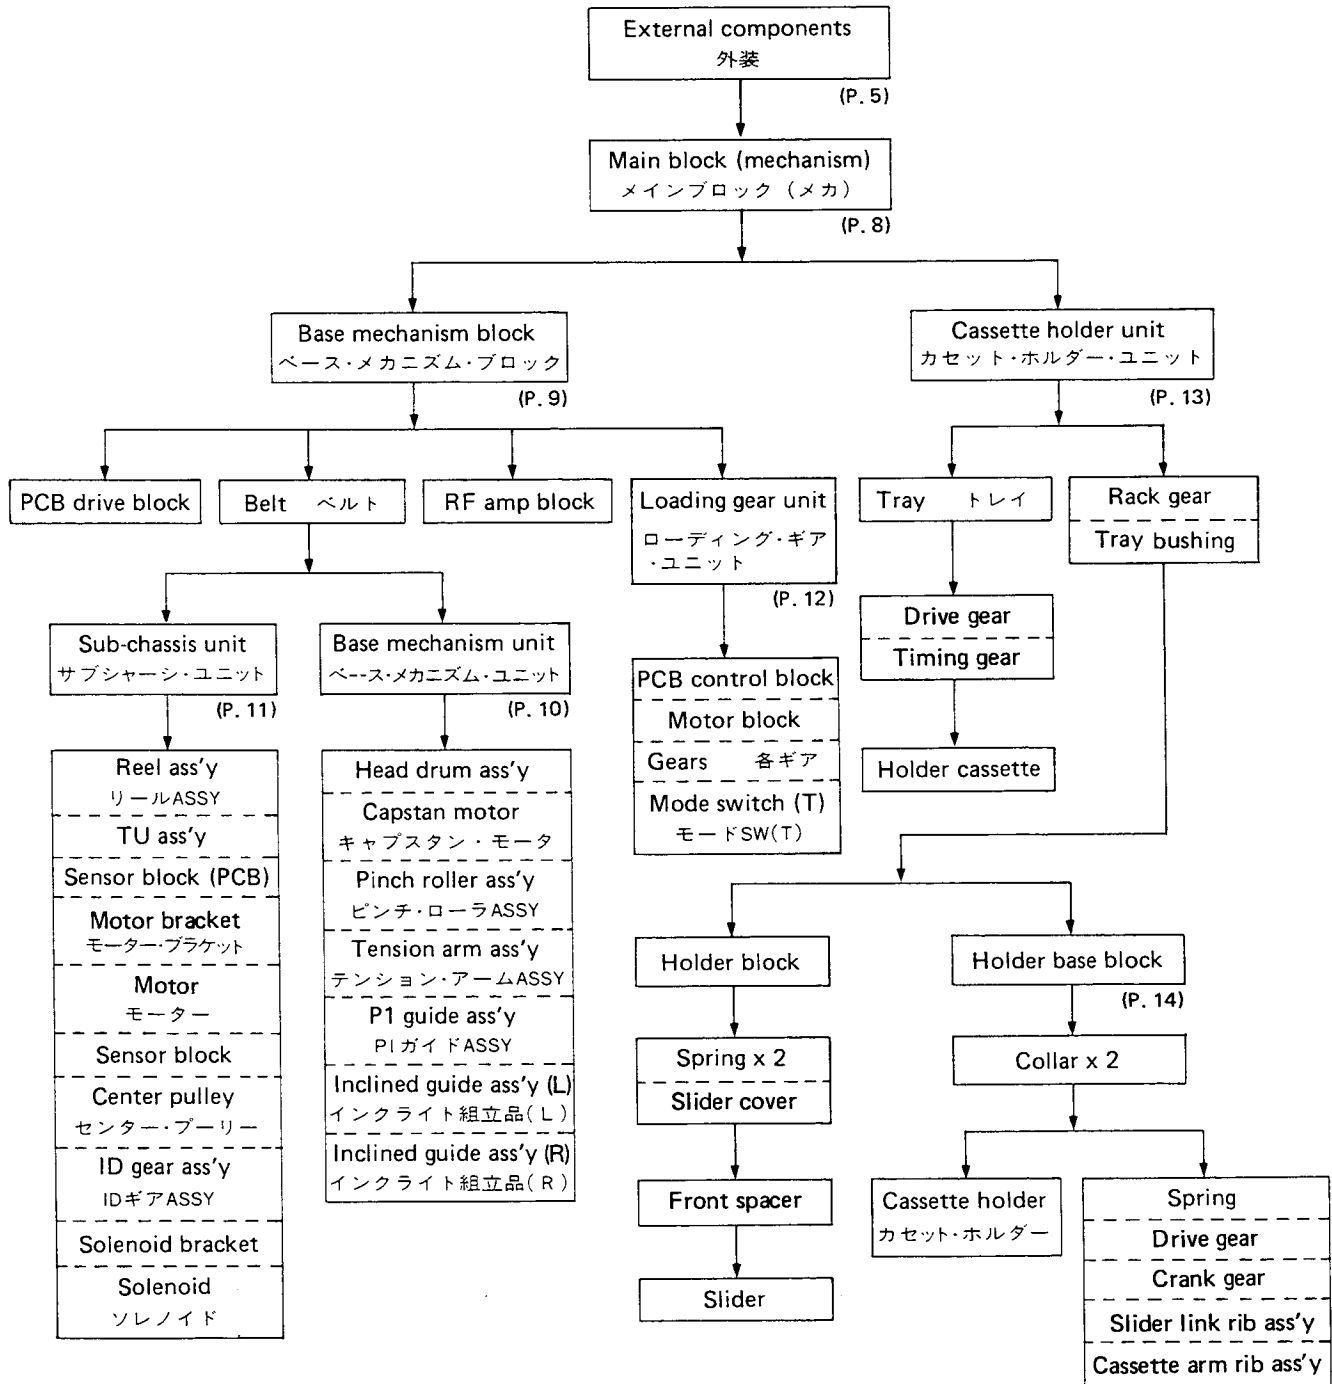 External components
外装
(P. 5)
Main block (mechanism)
メインブロック (メカ)
(P. 8)
Base mechanism block
ベース·メカニズム·ブロック
(P. 9)
Cassette holder unit
カセット·ホルダー·ユニット
(P. 13)
PCB drive block
Belt ベルト
RF amp block
Loading gear unit
ローディング·ギア
·ユニット
(P. 12)
Tray トレイ
Rack gear
Tray bushing
Sub-chassis unit
サブシャーシ·ユニット
(P. 11)
Base mechanism unit
ベース·メカニズム·ユニット
(P. 10)
PCB control block
Motor block
Gears 各ギア
Mode switch (T)
モードSW(T)
Drive gear
Timing gear
Holder cassette
Reel ass'y
リールASSY
TU ass'y
Sensor block (PCB)
Motor bracket
モーター·ブラケット
Motor
モーター
Sensor block
Center pulley
センター·プーリー
ID gear ass'y
IDギアASSY
Solenoid bracket
Solenoid
ソレノイド
Head drum ass'y
Capstan motor
キャプスタン·モータ
Pinch roller ass'y
ピンチ·ローラASSY
Tension arm ass'y
テンション·アームASSY
P1 guide ass'y
PIガイドASSY
Inclined guide ass'y (L)
インクライト組立品(L)
Inclined guide ass'y (R)
インクライト組立品(R)
Holder block
Spring x 2
Slider cover
Front spacer
Slider
Holder base block
(P. 14)
Collar x 2
Cassette holder
カセット·ホルダー
Spring
Drive gear
Crank gear
Slider link rib ass'y
Cassette arm rib ass'y